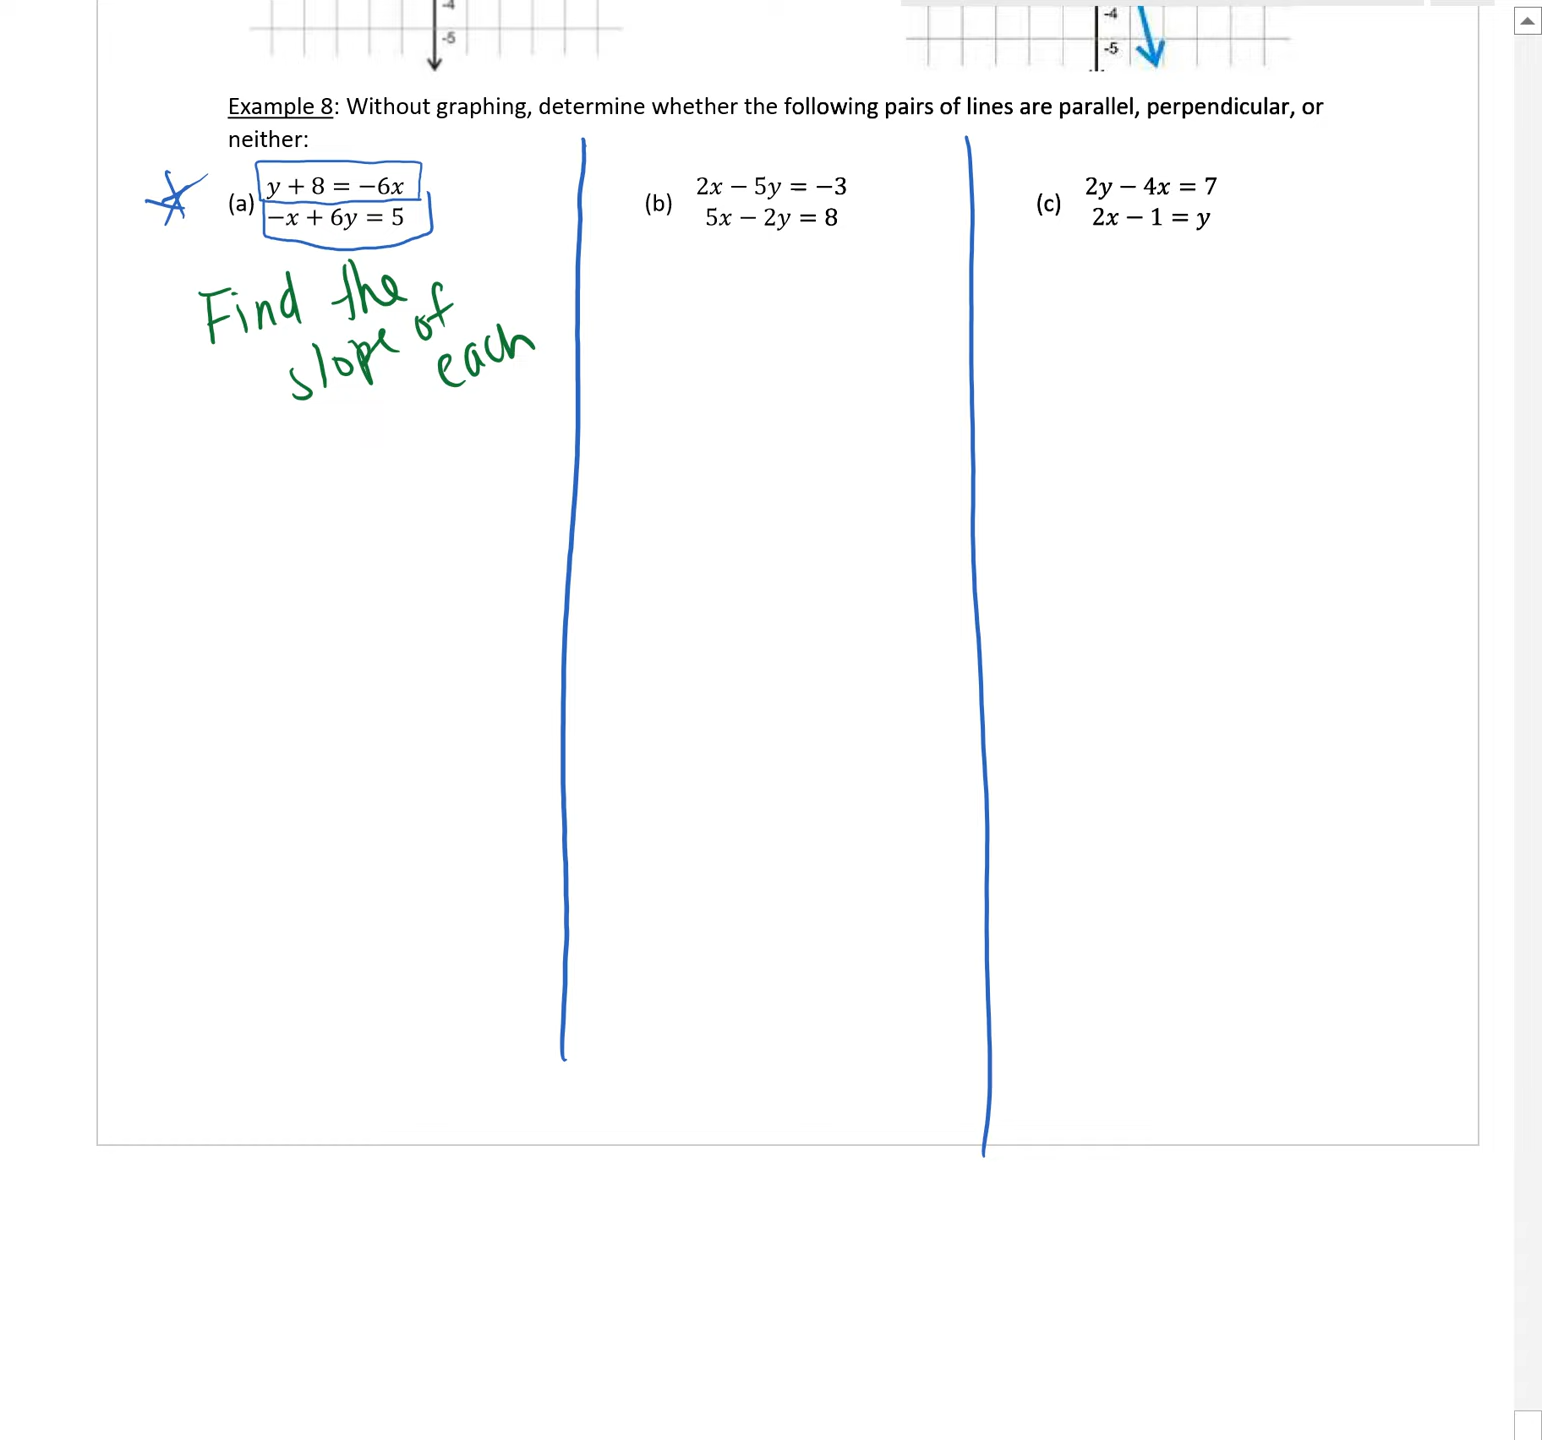 -4
-5
-4
-5
Example 8: Without graphing, determine whether the following pairs of lines are parallel, perpendicular, or
neither:
(a) y + 8 = −6x
−x + 6y = 5
(b) 2x − 5y = −3
5x − 2y = 8
(c) 2y − 4x = 7
2x − 1 = y
Find the
slope of
each